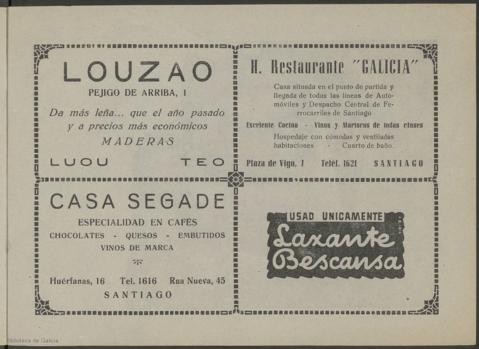 LOUZAO
PEJIGO DE ARRIBA, 1
Da más leña... que el año pasado
y a precios más económicos
MADERAS
LUOU TEO
H. Restaurante "GALICIA"
Casa situada en el punto de partida y
llegada de todas las lineas de Auto-
móviles y Despacho Central de Fe-
rrocarriles de Santiago
Excelente Cocina - Vinos y Mariscos de todas clases
Hospedaje con cómodas y ventiladas
habitaciones - Cuarto de baño.
Plaza de Vigo, 1 Teléf. 1621 SANTIAGO
CASA SEGADE
ESPECIALIDAD EN CAFÉS
CHOCOLATES - QUESOS - EMBUTIDOS
VINOS DE MARCA
Huérfanas, 16 Tel. 1616 Rua Nueva, 45
SANTIAGO
USAD UNICAMENTE
Laxante
Bescansa
Biblioteca de Galicia